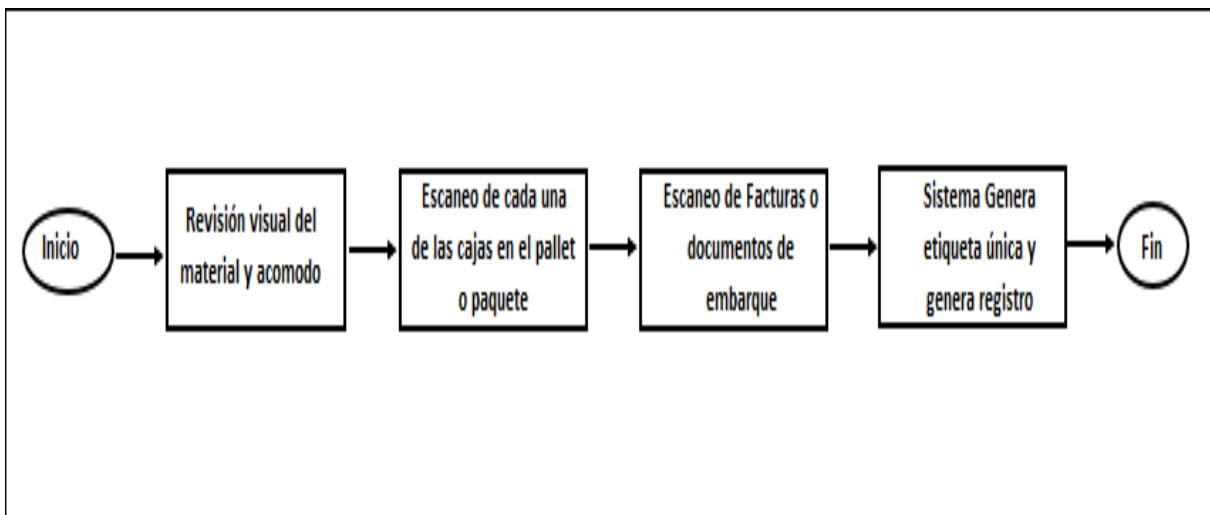 Inicio
Revisión visual del
material y acomodo
Escaneo de cada una
de las cajas en el pallet
o paquete
Escaneo de Facturas o
documentos de
embarque
Sistema Genera
etiqueta única y
genera registro
Fin